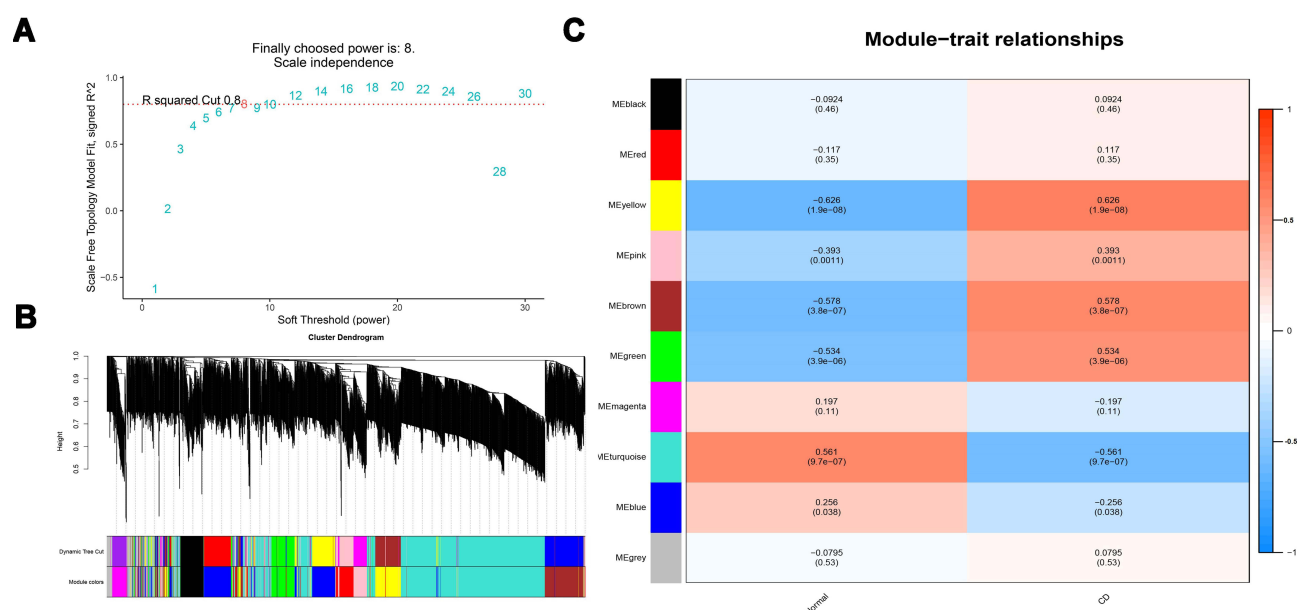 A
Finally choosed power is: 8.
Scale independence
Scale Free Topology Model Fit, signed R^2
1.0
0.5
0.0
−0.5
R squared Cut 0.8
1
2
3
4
5
6
7
8
9
10
12
14
16
18
20
22
24
26
28
30
0
10
20
30
Soft Threshold (power)
B
Cluster Dendrogram
Height
1.0
0.9
0.8
0.7
0.6
0.5
Dynamic Tree Cut
Module colors
C
Module−trait relationships
MEblack
−0.0924
(0.46)
0.0924
(0.46)
MEred
−0.117
(0.35)
0.117
(0.35)
MEyellow
−0.626
(1.9e−08)
0.626
(1.9e−08)
MEpink
−0.393
(0.0011)
0.393
(0.0011)
MEbrown
−0.578
(3.8e−07)
0.578
(3.8e−07)
MEgreen
−0.534
(3.9e−06)
0.534
(3.9e−06)
MEmagenta
0.197
(0.11)
−0.197
(0.11)
MEturquoise
0.561
(9.7e−07)
−0.561
(9.7e−07)
MEblue
0.256
(0.038)
−0.256
(0.038)
MEgrey
−0.0795
(0.53)
0.0795
(0.53)
CD
1
0.5
0
−0.5
−1